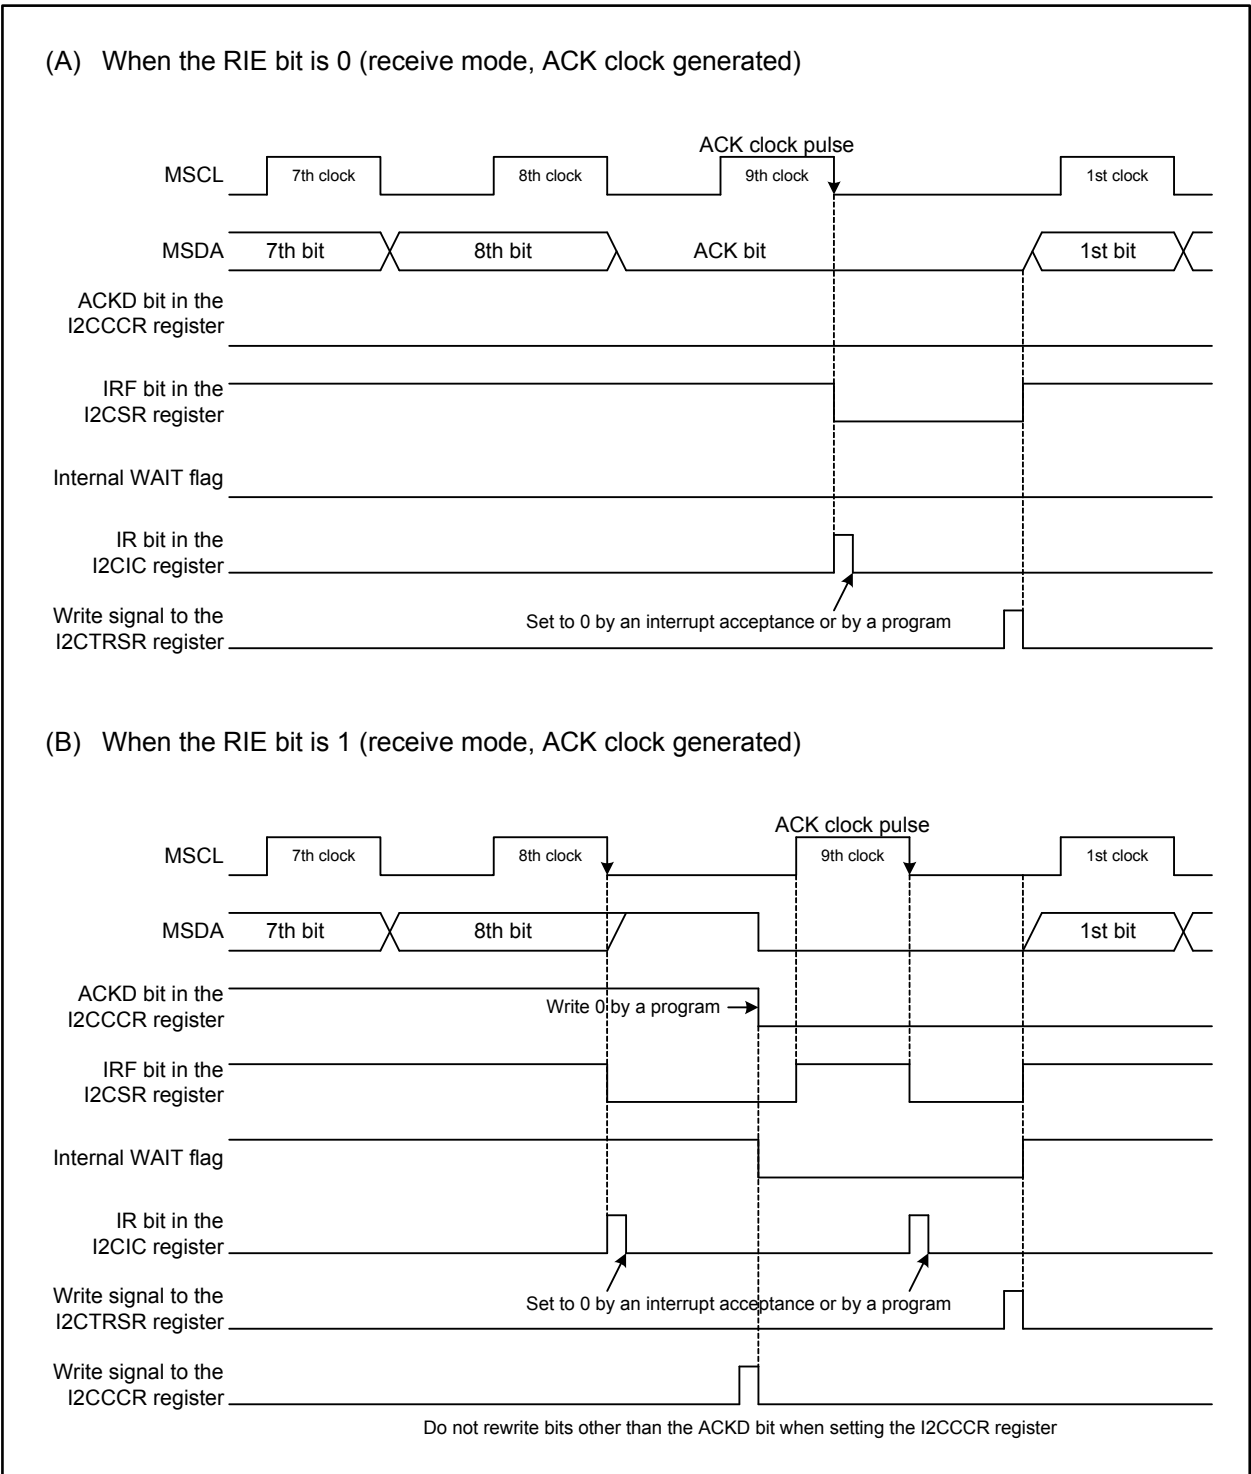 (A) When the RIE bit is 0 (receive mode, ACK clock generated)
ACK clock pulse
MSCL
7th clock
8th clock
9th clock
1st clock
MSDA
7th bit
8th bit
ACK bit
1st bit
ACKD bit in the
I2CCCR register
IRF bit in the
I2CSR register
Internal WAIT flag
IR bit in the
I2CIC register
Set to 0 by an interrupt acceptance or by a program
Write signal to the
I2CTRSR register
(B) When the RIE bit is 1 (receive mode, ACK clock generated)
ACK clock pulse
MSCL
7th clock
8th clock
9th clock
1st clock
MSDA
7th bit
8th bit
1st bit
ACKD bit in the
I2CCCR register
Write 0 by a program
IRF bit in the
I2CSR register
Internal WAIT flag
IR bit in the
I2CIC register
Set to 0 by an interrupt acceptance or by a program
Write signal to the
I2CTRSR register
Write signal to the
I2CCCR register
Do not rewrite bits other than the ACKD bit when setting the I2CCCR register